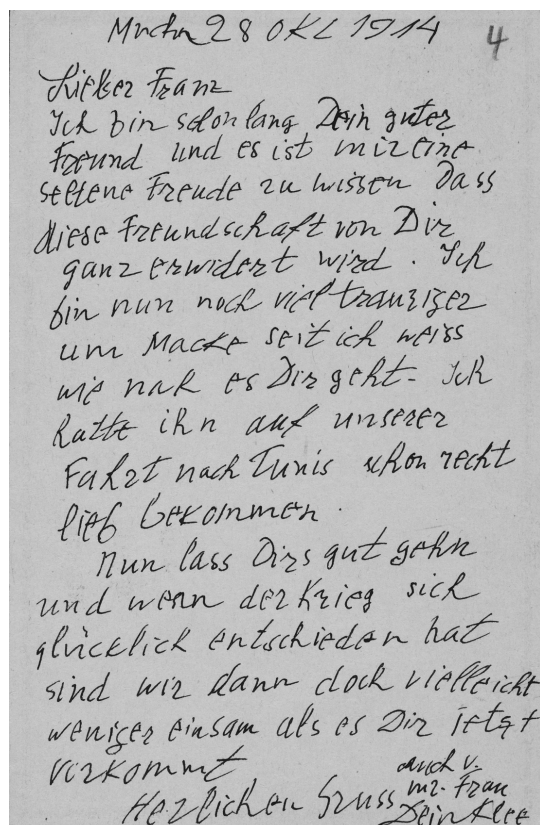 Mchn 28 OKt 1914
4
Lieber Franz
Ich bin schon lang Dein guter
Freund und es ist mir eine
seltene Freude zu wissen dass
diese Freundschaft von Dir
ganz erwidert wird. Ich
bin nun noch viel trauriger
um Macke seit ich weiss
wie nah es Dir geht. Ich
hatte ihn auf unserer
Fahrt nach Tunis schon recht
lieb bekommen.
Nun lass Dirs gut gehn
und wenn der Krieg sich
glücklich entschieden hat
sind wir dann doch vielleicht
weniger einsam als es Dir jetzt
vorkommt
Herzlichen Gruss auch v.
mr. Frau
Dein Klee